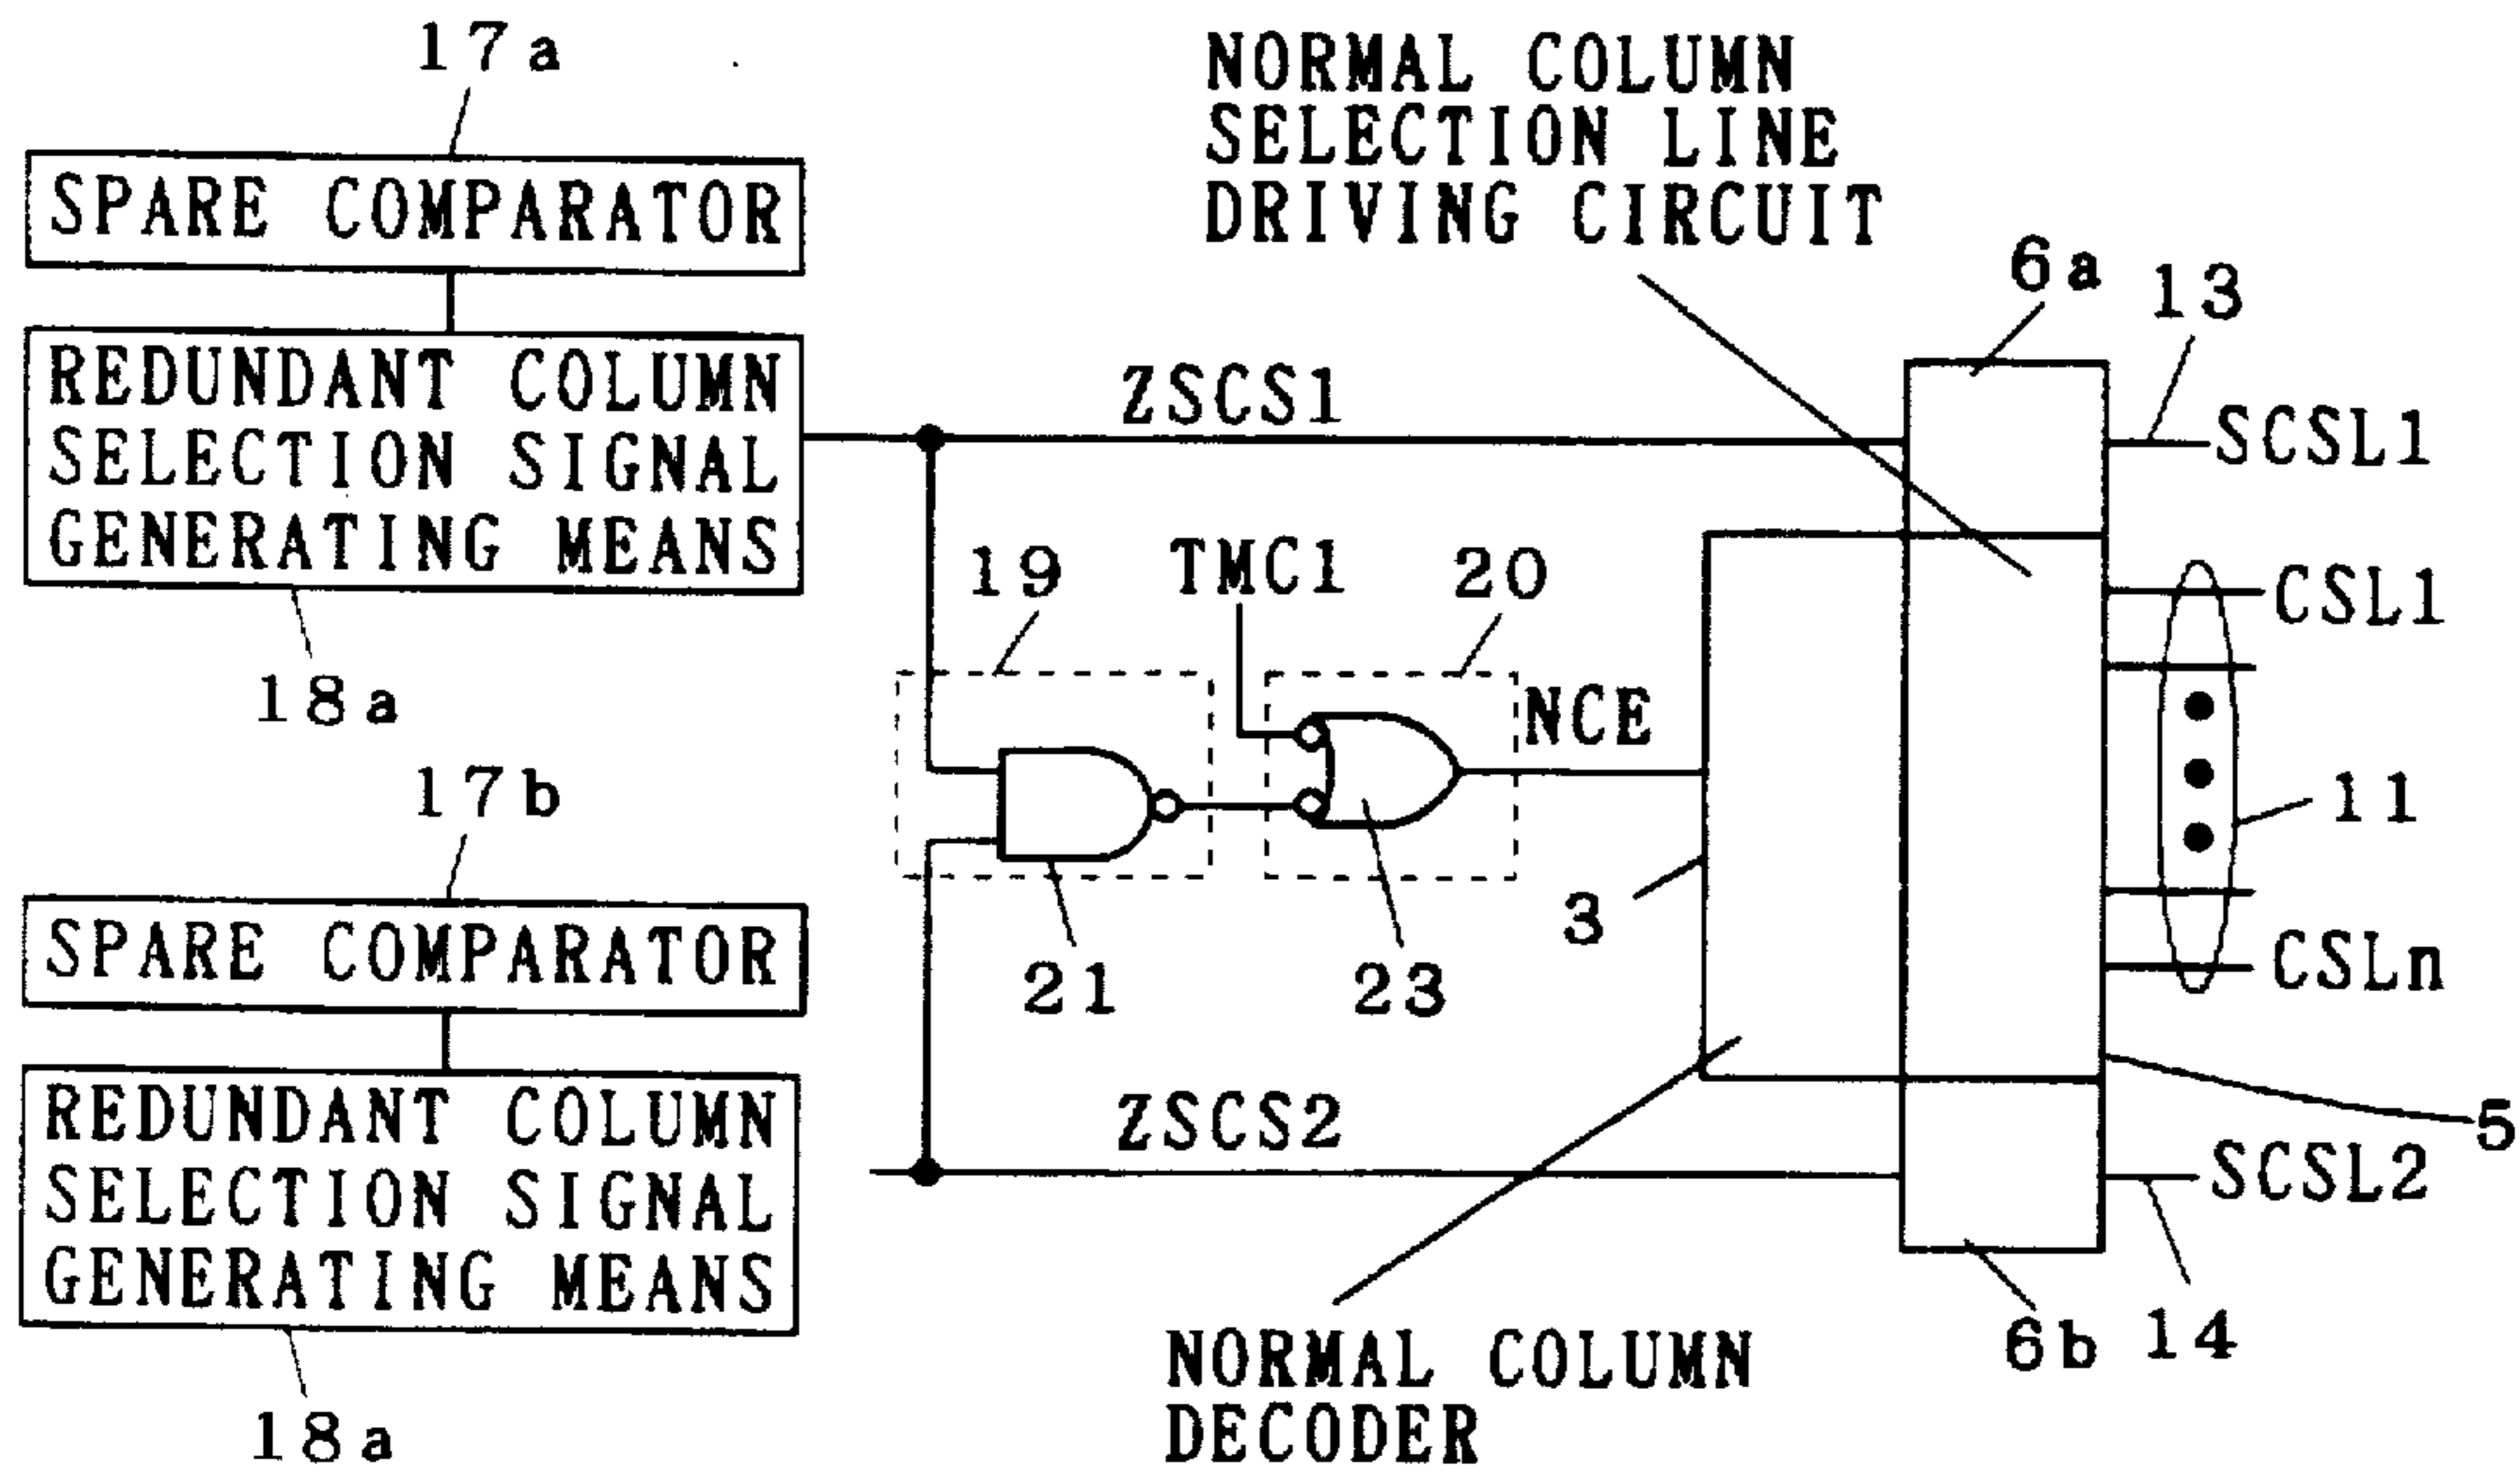 17a
SPARE COMPARATOR
REDUNDANT COLUMN
SELECTION SIGNAL
GENERATING MEANS
18a
17b
SPARE COMPARATOR
REDUNDANT COLUMN
SELECTION SIGNAL
GENERATING MEANS
18a
NORMAL COLUMN
SELECTION LINE
DRIVING CIRCUIT
6a
13
ZSCS1
SCSL1
19
TMC1
20
CSL1
NCE
11
3
21
23
CSLn
ZSCS2
5
SCSL2
6b
14
NORMAL COLUMN
DECODER